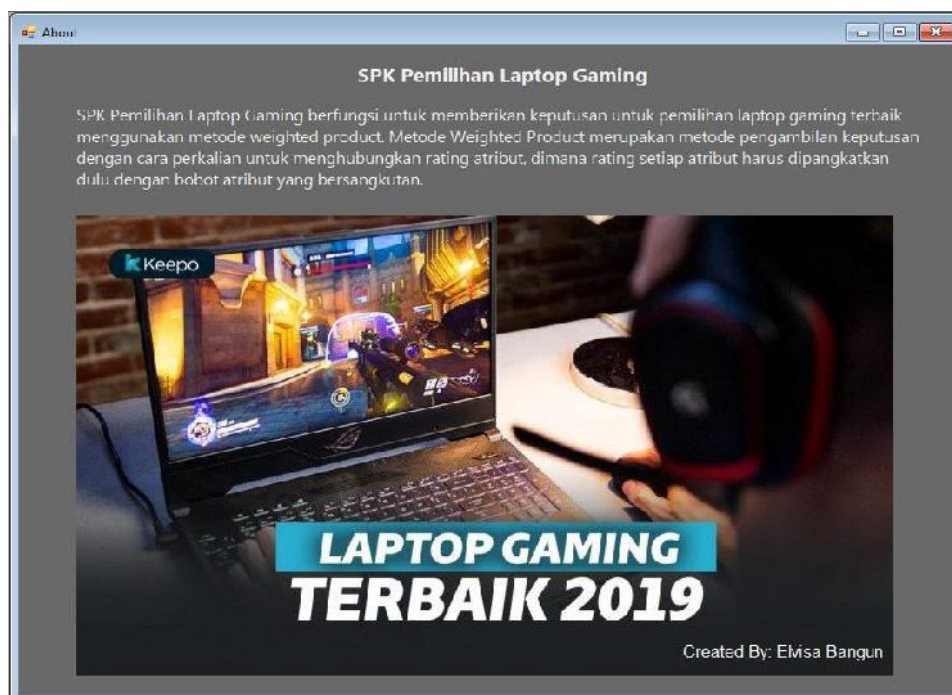 About
SPK Pemilihan Laptop Gaming
SPK Pemilihan Laptop Gaming berfungsi untuk memberikan keputusan untuk pemilihan laptop gaming terbaik
menggunakan metode weighted product. Metode Weighted Product merupakan metode pengambilan keputusan
dengan cara perkalian untuk menghubungkan rating atribut, dimana rating setiap atribut harus dipangkatkan
dulu dengan bobot atribut yang bersangkutan.
Keepo
LAPTOP GAMING
TERBAIK 2019
Created By: Elvisa Bangun